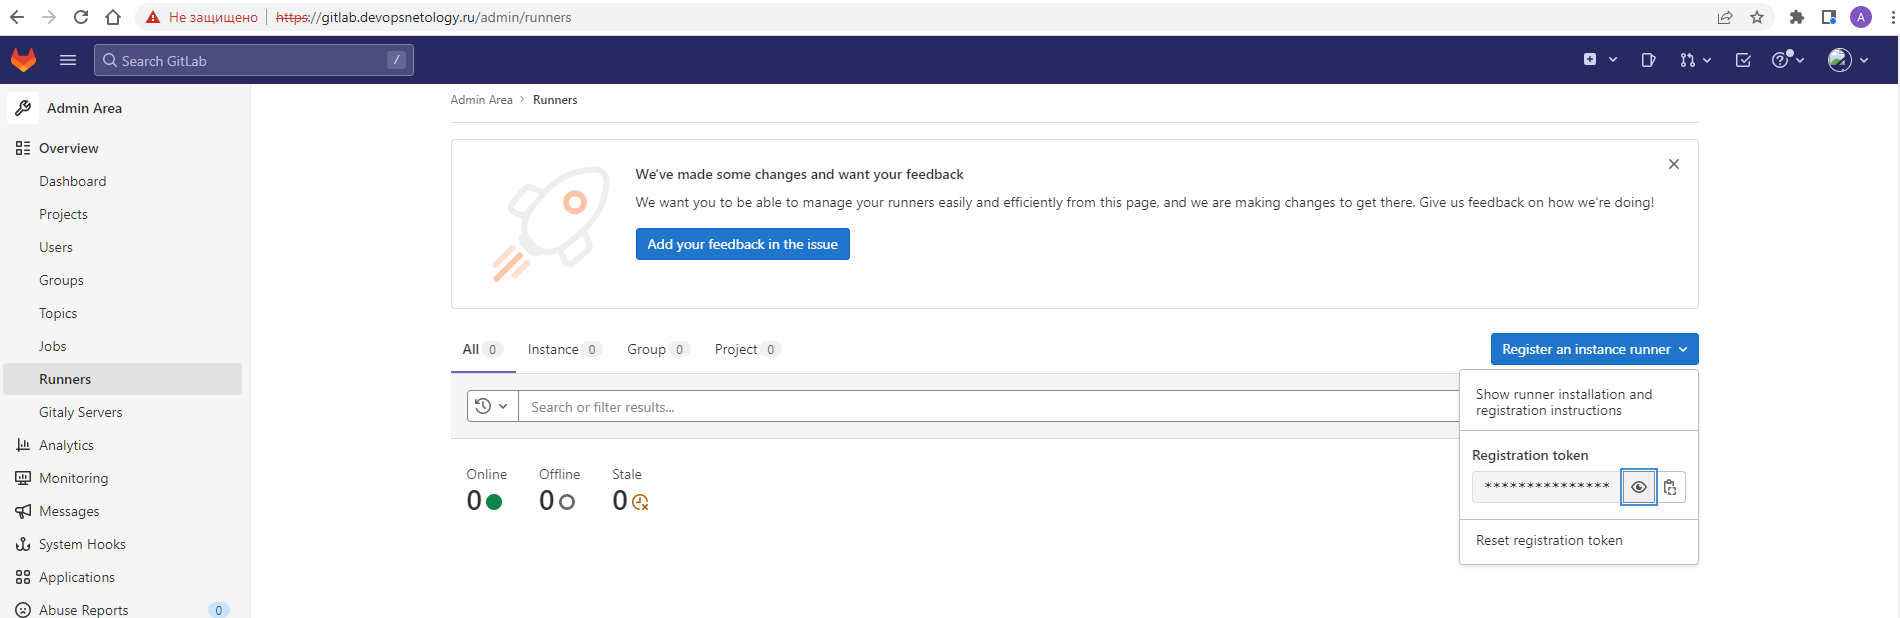 Не защищено https://gitlab.devopsnetology.ru/admin/runners
A
Search GitLab /
Admin Area
Overview
Dashboard
Projects
Users
Groups
Topics
Jobs
Runners
Gitaly Servers
Analytics
Monitoring
Messages
System Hooks
Applications
Abuse Reports 0
Admin Area > Runners
We've made some changes and want your feedback
We want you to be able to manage your runners easily and efficiently from this page, and we are making changes to get there. Give us feedback on how we're doing!
Add your feedback in the issue
All 0 Instance 0 Group 0 Project 0
Register an instance runner
Search or filter results...
Show runner installation and
registration instructions
Registration token
***************
Reset registration token
Online Offline Stale
0 0 0